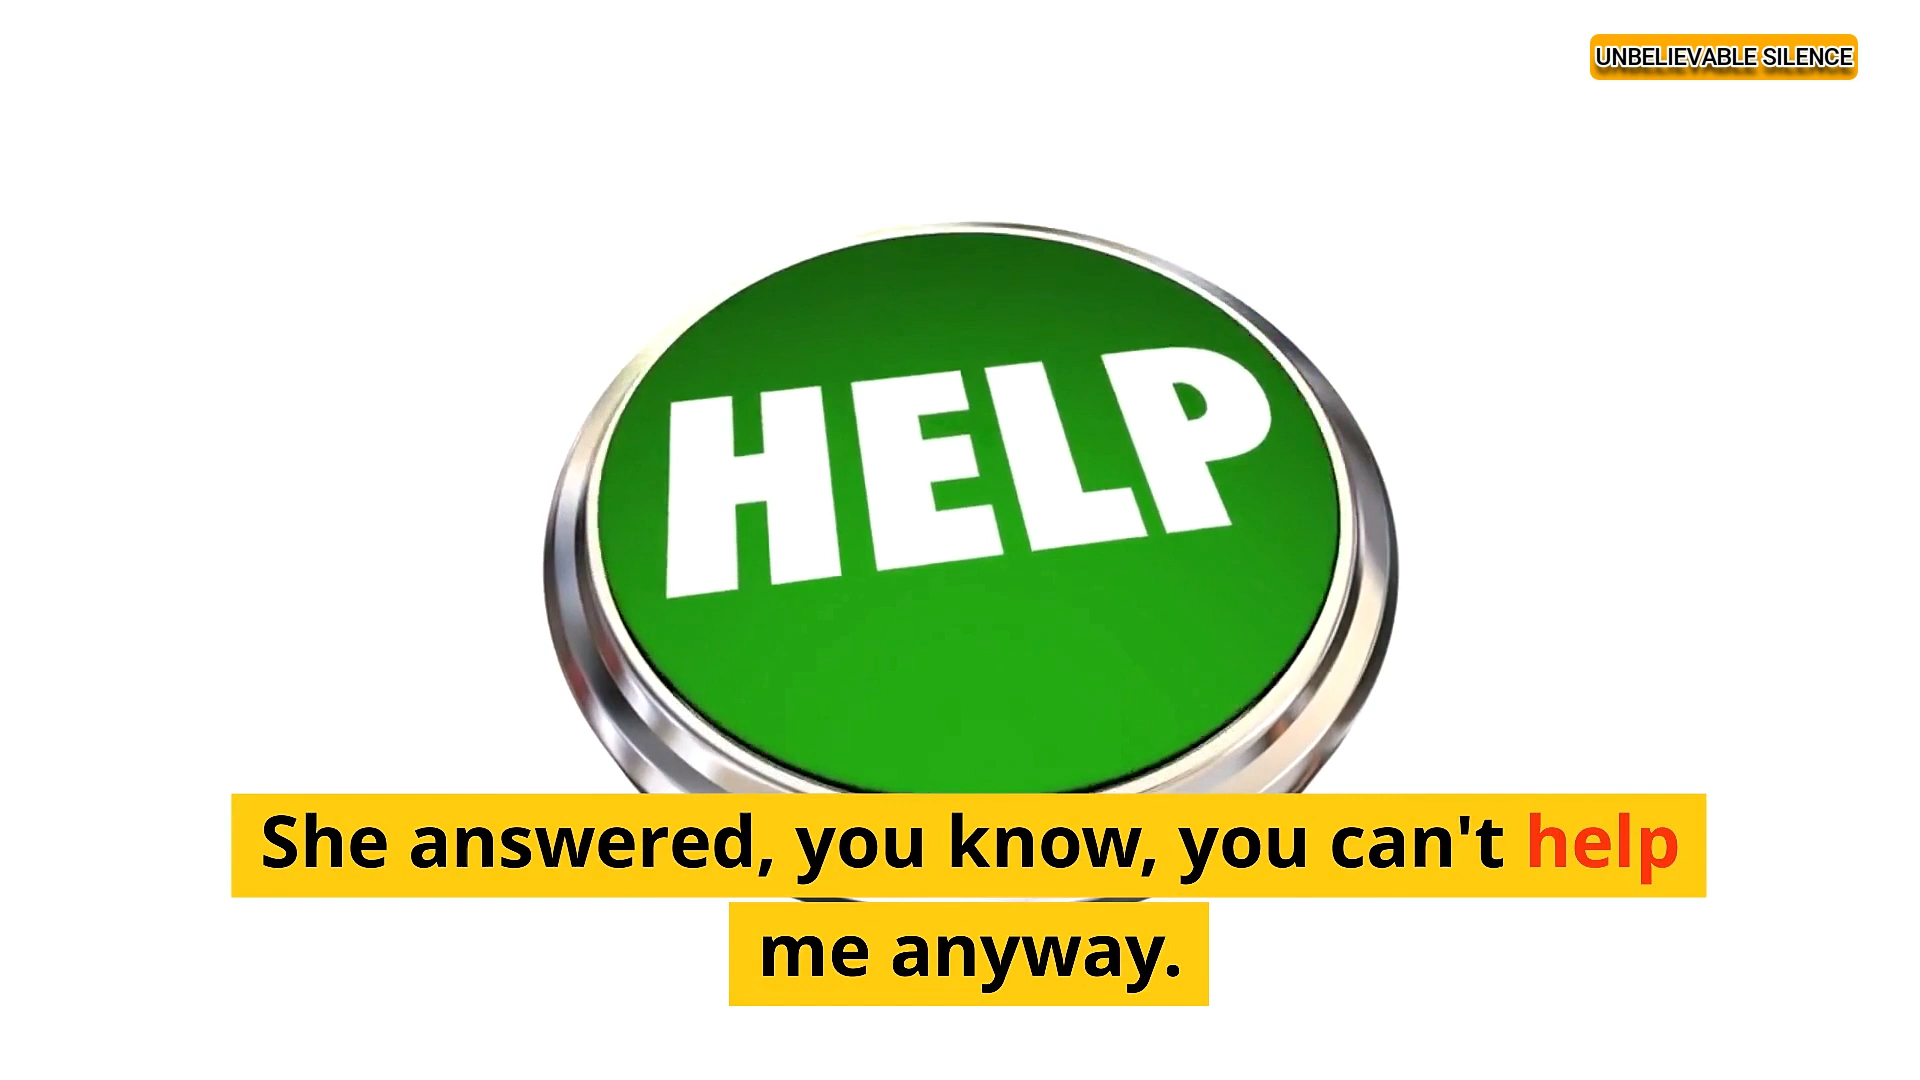 UNBELIEVABLE SILENCE
HELP
She answered, you know, you can't help
me anyway.